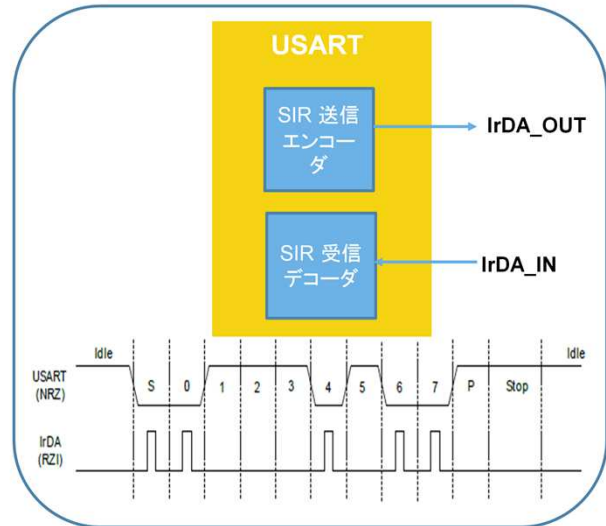 USART
SIR 送信
エンコー
ダ
IrDA_OUT
SIR 受信
デコーダ
IrDA_IN
Idle
Idle
USART
(NRZ)
S 0 1 2 3 4 5 6 7 P Stop
IrDA
(RZI)